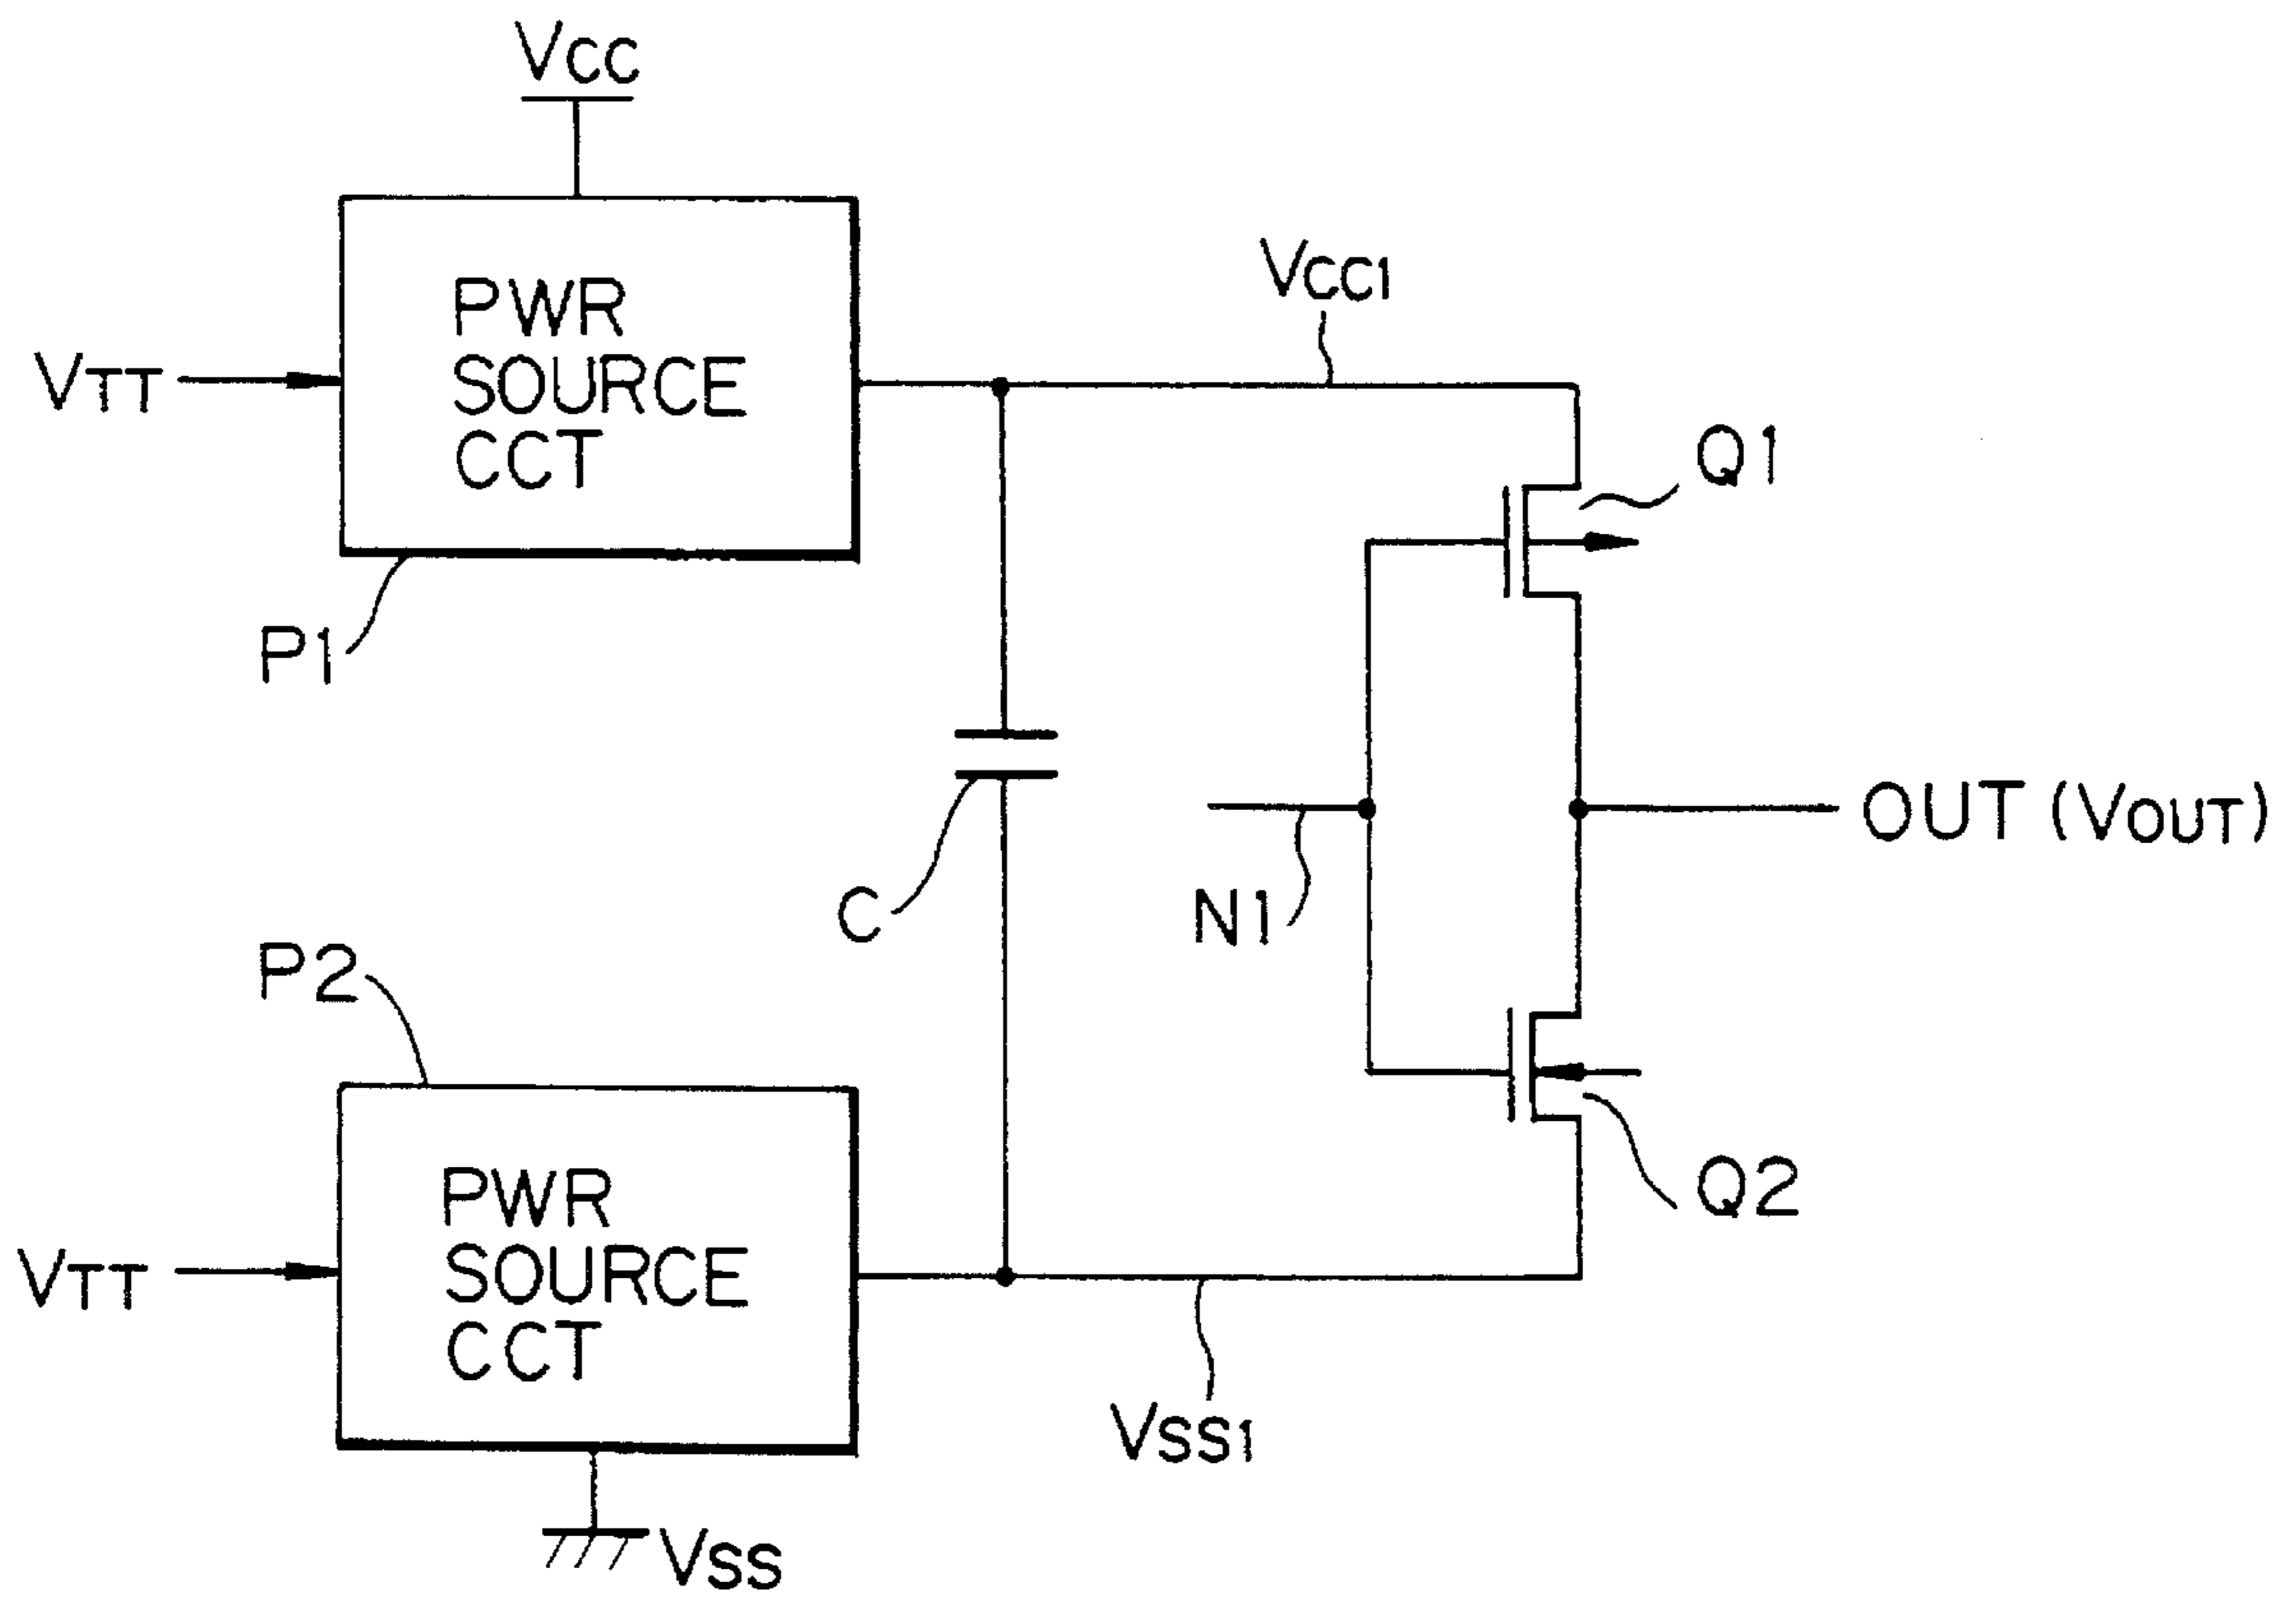 VCC
PWR
SOURCE
CCT
VTT
VCC1
Q1
P1
OUT (VOUT)
C
N1
P2
PWR
SOURCE
CCT
VTT
Q2
VSS1
VSS